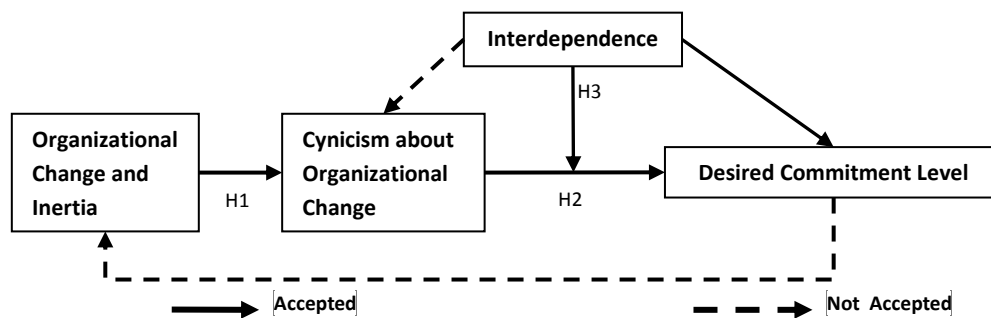 Interdependence
H3
Organizational
Change and
Inertia
H1
Cynicism about
Organizational
Change
H2
Desired Commitment Level
Accepted
Not Accepted